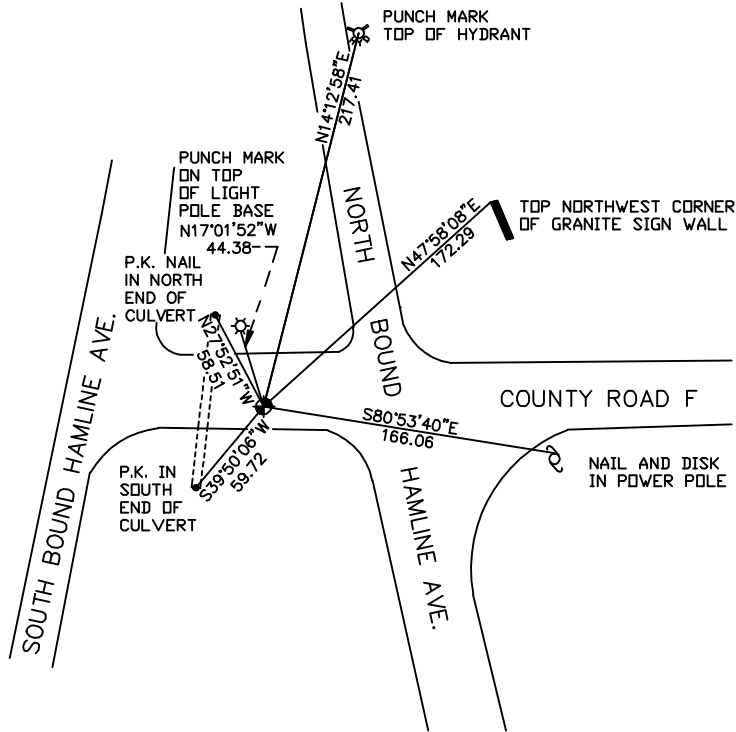 PUNCH MARK
TOP OF HYDRANT
N14°12'58"E
217.41
PUNCH MARK
ON TOP
OF LIGHT
POLE BASE
N17°01'52"W
44.38
TOP NORTHWEST CORNER
OF GRANITE SIGN WALL
N47°58'08"E
172.29
P.K. NAIL
IN NORTH
END OF
CULVERT
N27°52'51"W
58.51
NORTH
BOUND
HAMLINE AVE.
COUNTY ROAD F
S80°53'40"E
166.06
NAIL AND DISK
IN POWER POLE
S39°50'06"W
59.72
P.K. IN
SOUTH
END OF
CULVERT
SOUTH BOUND HAMLINE AVE.